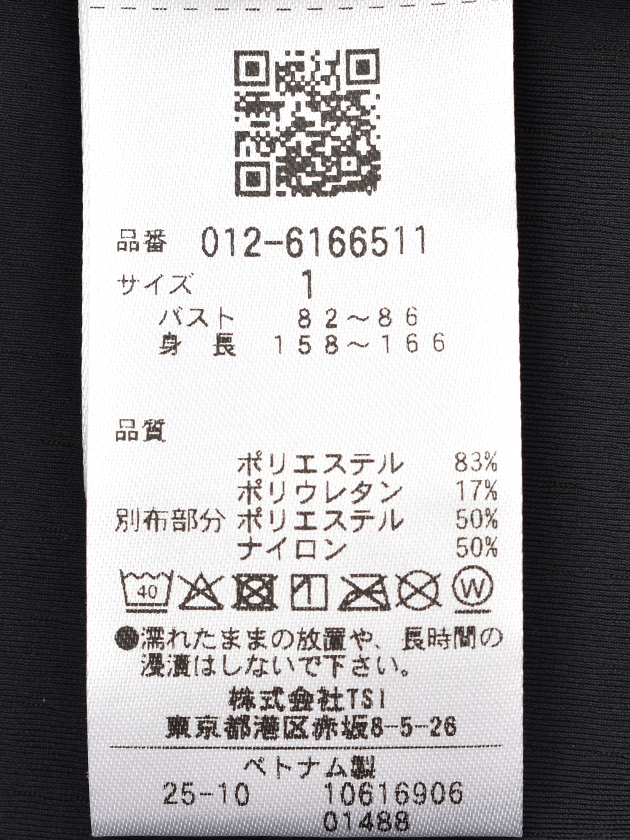 品番 012-6166511
サイズ 1
バスト 82～86
身長 158～166
品質
ポリエステル 83%
ポリウレタン 17%
別布部分 ポリエステル 50%
ナイロン 50%
40 W
●濡れたままの放置や、長時間の
浸漬はしないで下さい。
株式会社TSI
東京都港区赤坂8-5-26
ベトナム製
25-10 10616906
01488